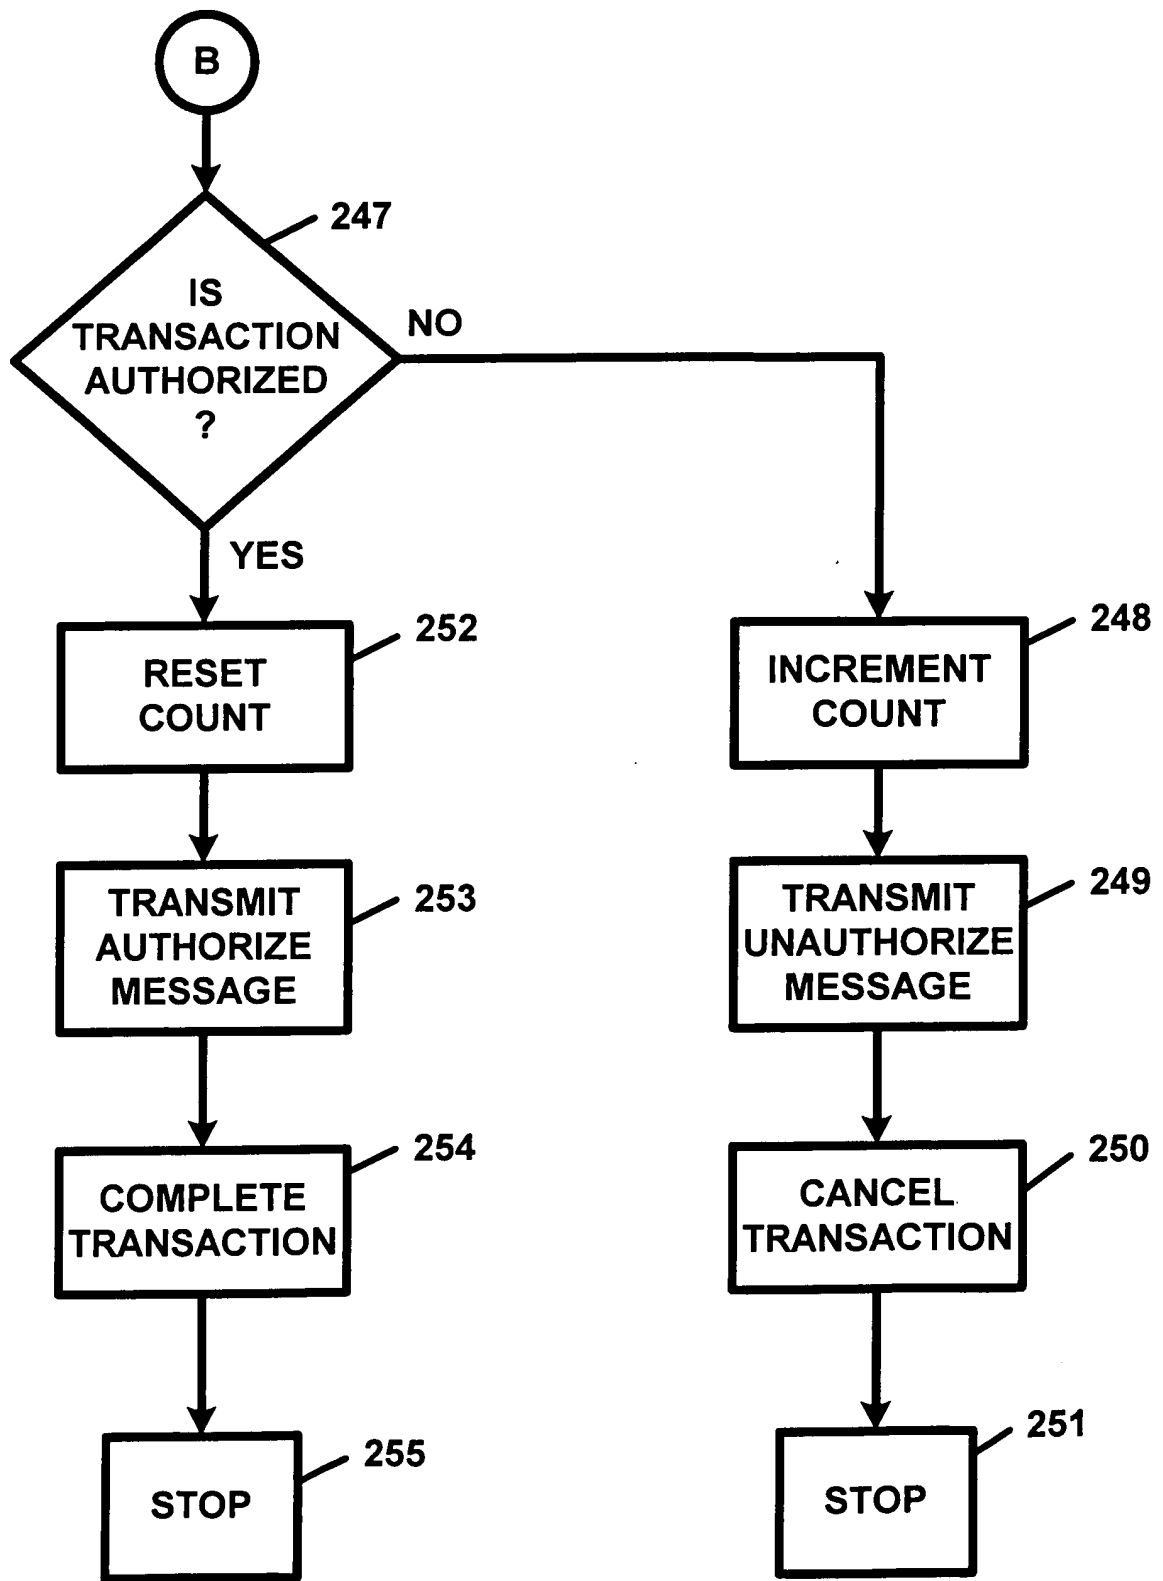 B
247
IS
TRANSACTION
AUTHORIZED
?
NO
YES
252
RESET
COUNT
248
INCREMENT
COUNT
253
TRANSMIT
AUTHORIZE
MESSAGE
249
TRANSMIT
UNAUTHORIZE
MESSAGE
254
COMPLETE
TRANSACTION
250
CANCEL
TRANSACTION
255
STOP
251
STOP